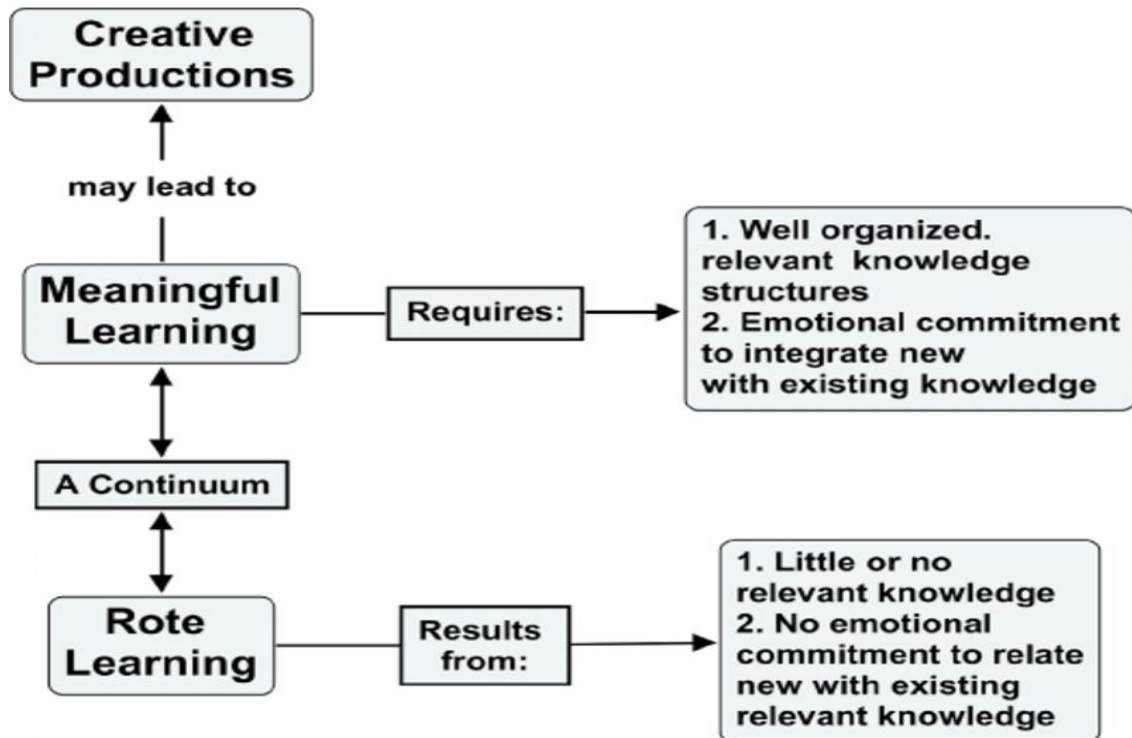 Creative
Productions
may lead to
Meaningful
Learning
Requires:
1. Well organized.
relevant knowledge
structures
2. Emotional commitment
to integrate new
with existing knowledge
A Continuum
Rote
Learning
Results
from:
1. Little or no
relevant knowledge
2. No emotional
commitment to relate
new with existing
relevant knowledge